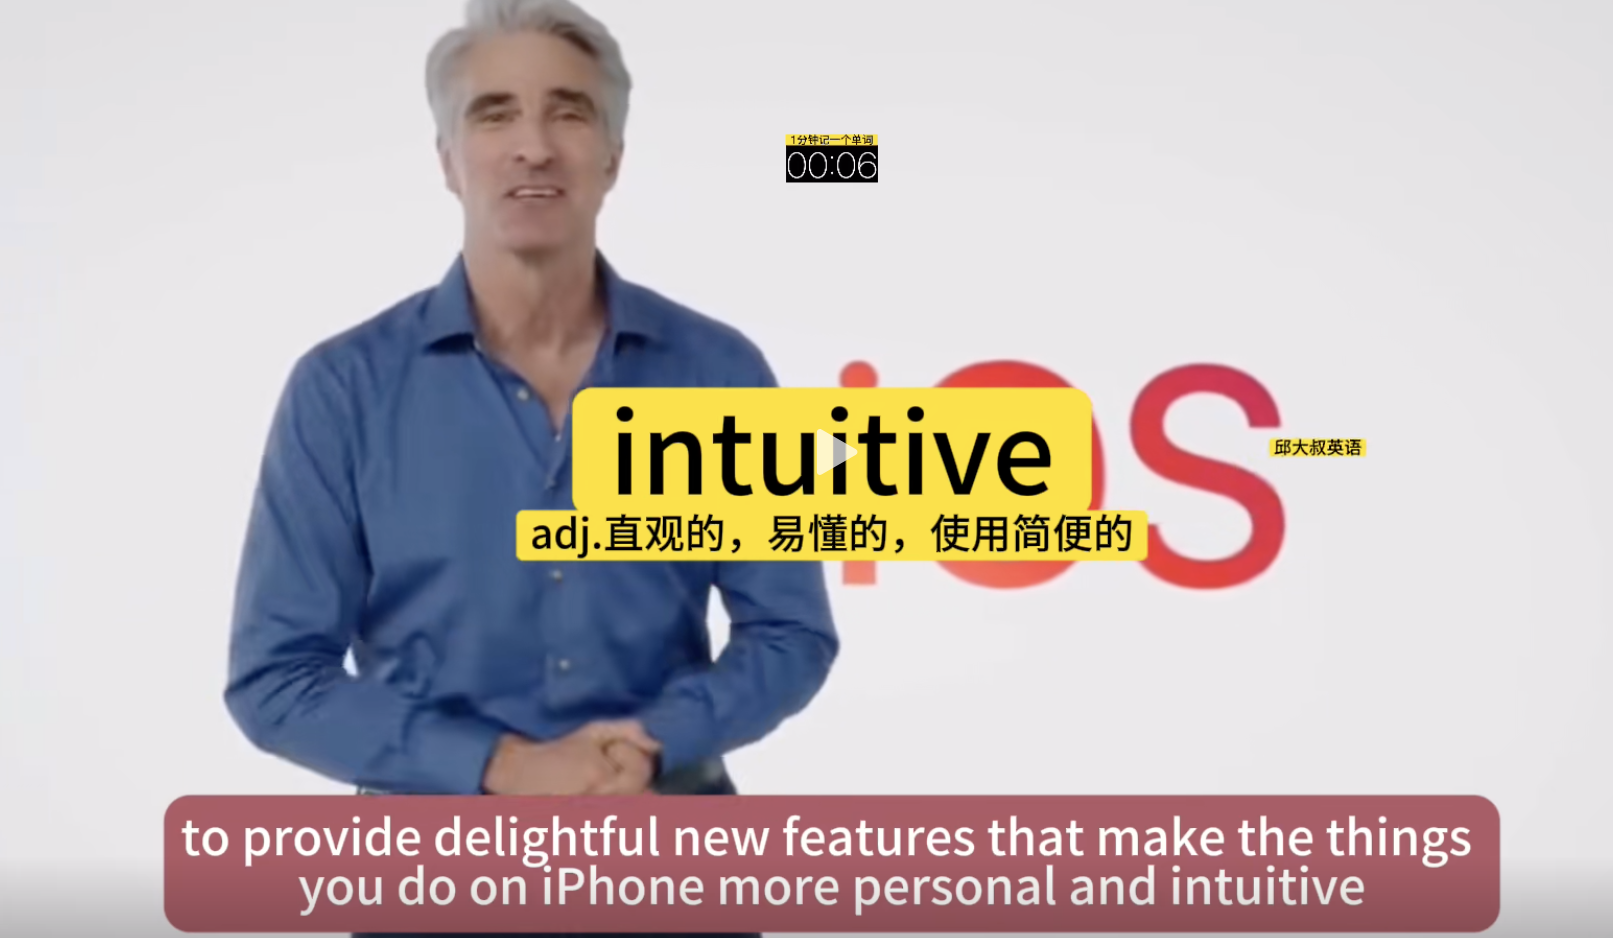 1分钟记一个单词
00:06
iOS
intuitive
邱大叔英语
adj.直观的，易懂的，使用简便的
to provide delightful new features that make the things
you do on iPhone more personal and intuitive